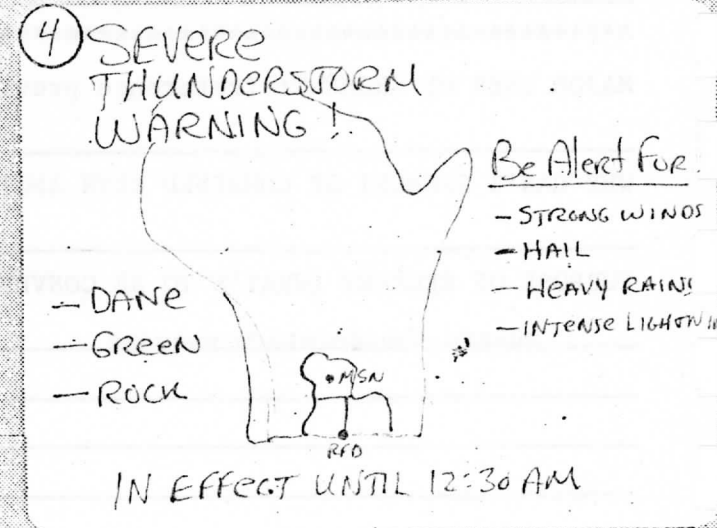 4
SEVERE
THUNDERSTORM
WARNING!
Be Alert For
- STRONG WINDS
- HAIL
- HEAVY RAINS
- INTENSE LIGHTNIN
- DANE
- GREEN
- ROCK
MSN
RFD
IN EFFECT UNTIL 12:30 AM